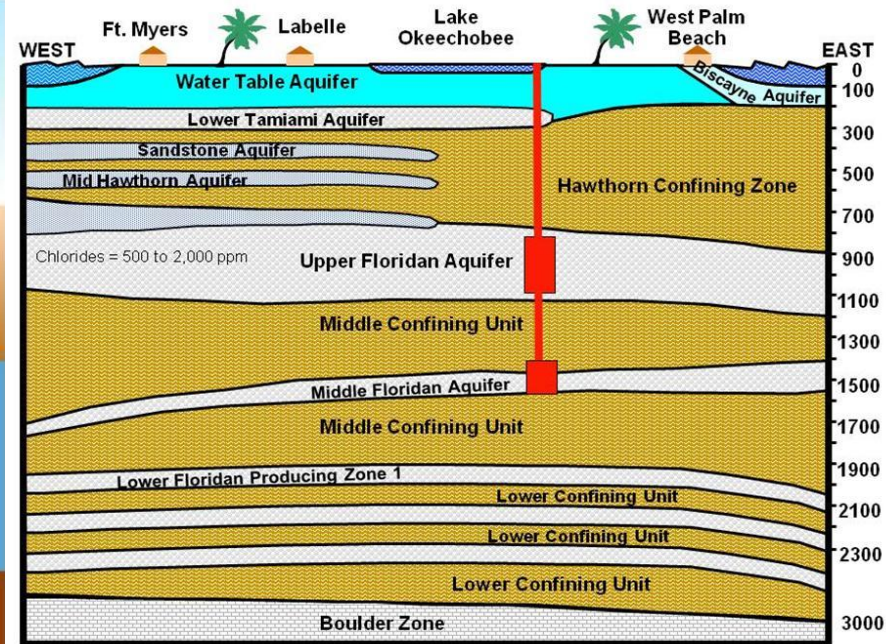 Ft. Myers
Labelle
Lake
Okeechobee
West Palm
Beach
WEST
EAST
0
Water Table Aquifer
Biscayne Aquifer
100
Lower Tamiami Aquifer
300
Sandstone Aquifer
Mid Hawthorn Aquifer
Hawthorn Confining Zone
500
700
Chlorides = 500 to 2,000 ppm
Upper Floridan Aquifer
900
1100
Middle Confining Unit
1300
Middle Floridan Aquifer
1500
Middle Confining Unit
1700
Lower Floridan Producing Zone 1
1900
Lower Confining Unit
2100
Lower Confining Unit
2300
Lower Confining Unit
Boulder Zone
3000